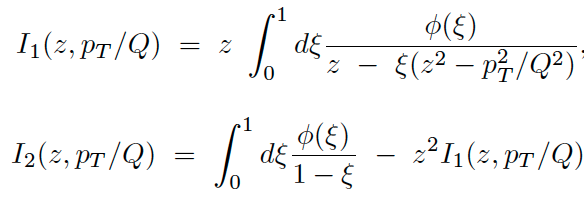 I_1(z, p_T/Q) = z \int_0^1 d\xi \frac{\phi(\xi)}{z - \xi(z^2 - p_T^2/Q^2)},
I_2(z, p_T/Q) = \int_0^1 d\xi \frac{\phi(\xi)}{1 - \xi} - z^2 I_1(z, p_T/Q)